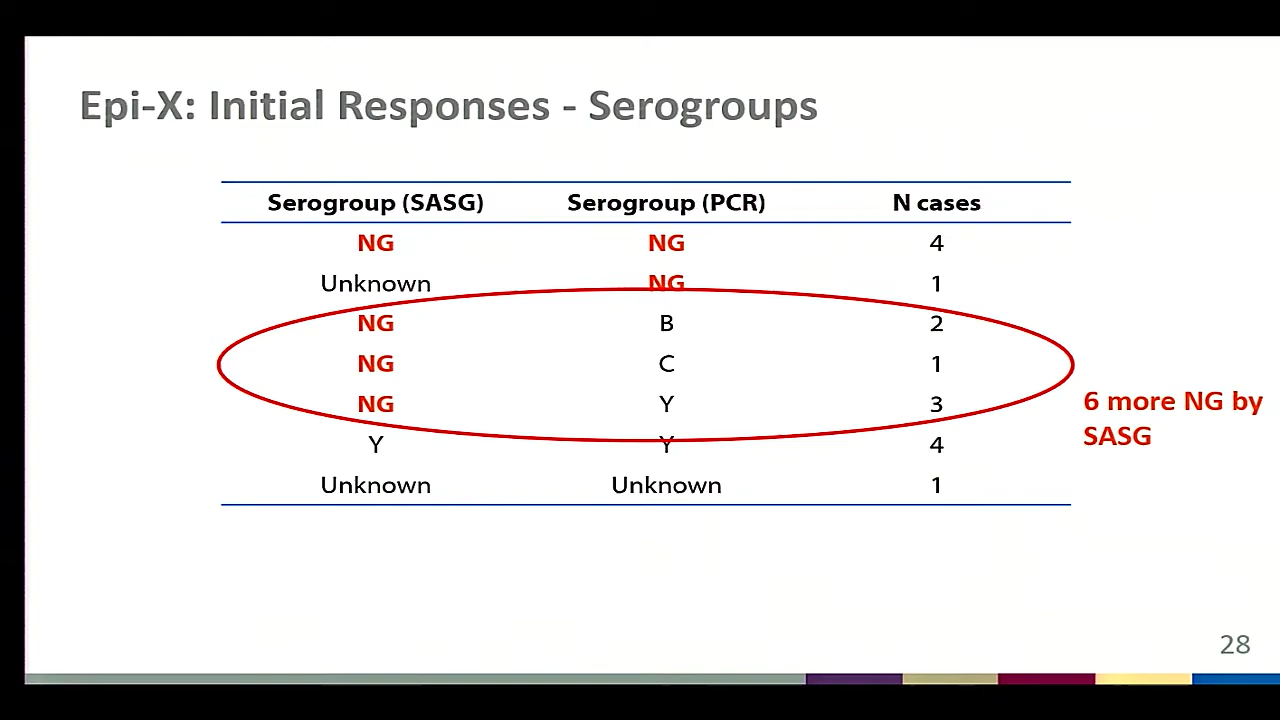 Epi-X: Initial Responses - Serogroups
Serogroup (SASG) Serogroup (PCR) N cases
NG NG 4
Unknown NG 1
NG B 2
NG C 1
NG Y 3
6 more NG by
SASG
Y Y 4
Unknown Unknown 1
28